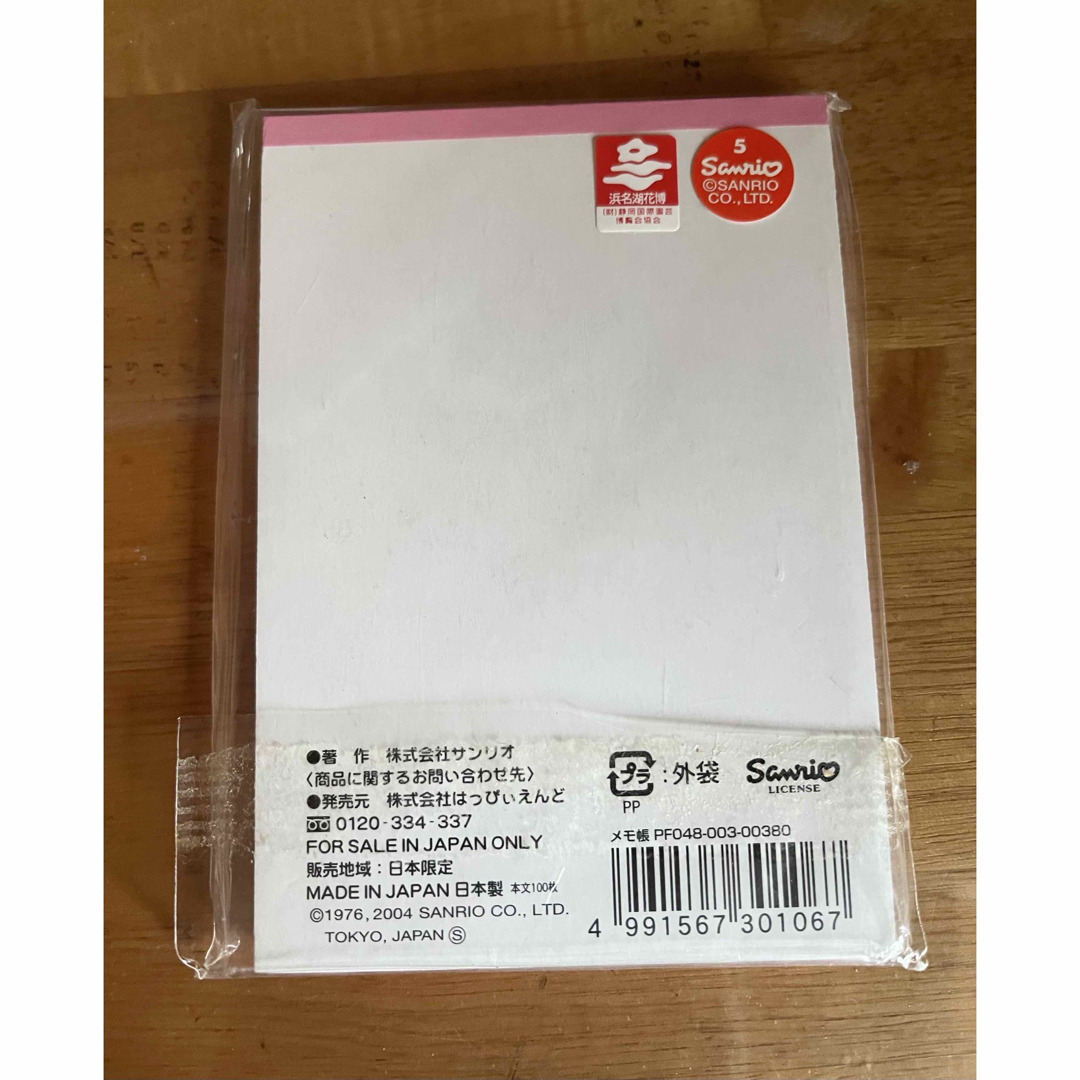 浜名湖花博
(財)静岡国際園芸
博覧会協会
5
Sanrio
©SANRIO
CO., LTD.
●著 作 株式会社サンリオ
〈商品に関するお問い合わせ先〉
●発売元 株式会社はっぴぃえんど
0120-334-337
FOR SALE IN JAPAN ONLY
販売地域：日本限定
MADE IN JAPAN 日本製 本文100枚
©1976, 2004 SANRIO CO., LTD.
TOKYO, JAPAN Ⓢ
プラ：外袋
PP
Sanrio
LICENSE
メモ帳 PF048-003-00380
4 991567 301067